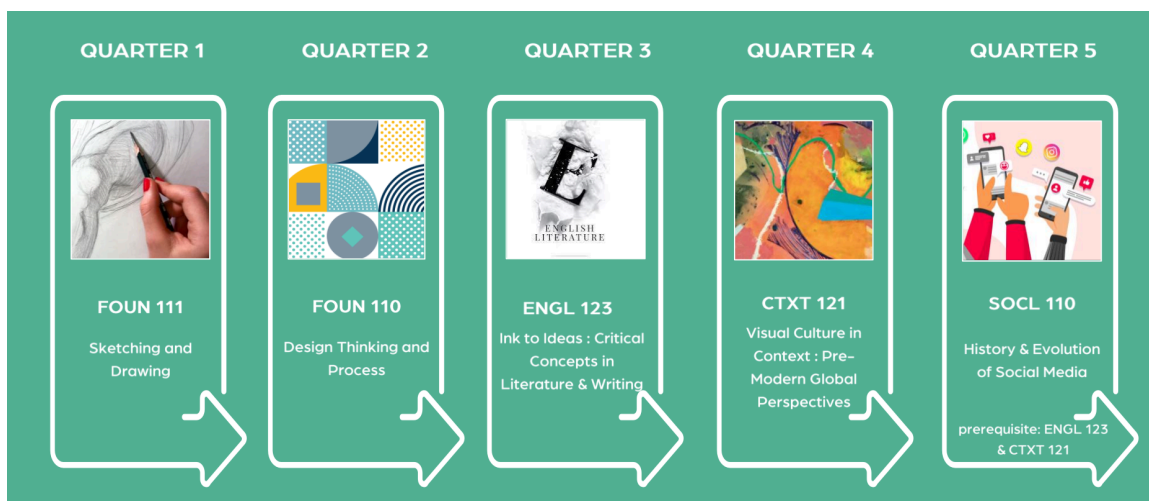 QUARTER 1
QUARTER 2
QUARTER 3
QUARTER 4
QUARTER 5
FOUN 111
Sketching and
Drawing
FOUN 110
Design Thinking and
Process
ENGLISH
LITERATURE
ENGL 123
Ink to Ideas : Critical
Concepts in
Literature & Writing
CTXT 121
Visual Culture in
Context : Pre-
Modern Global
Perspectives
SOCL 110
History & Evolution
of Social Media
prerequisite: ENGL 123
& CTXT 121